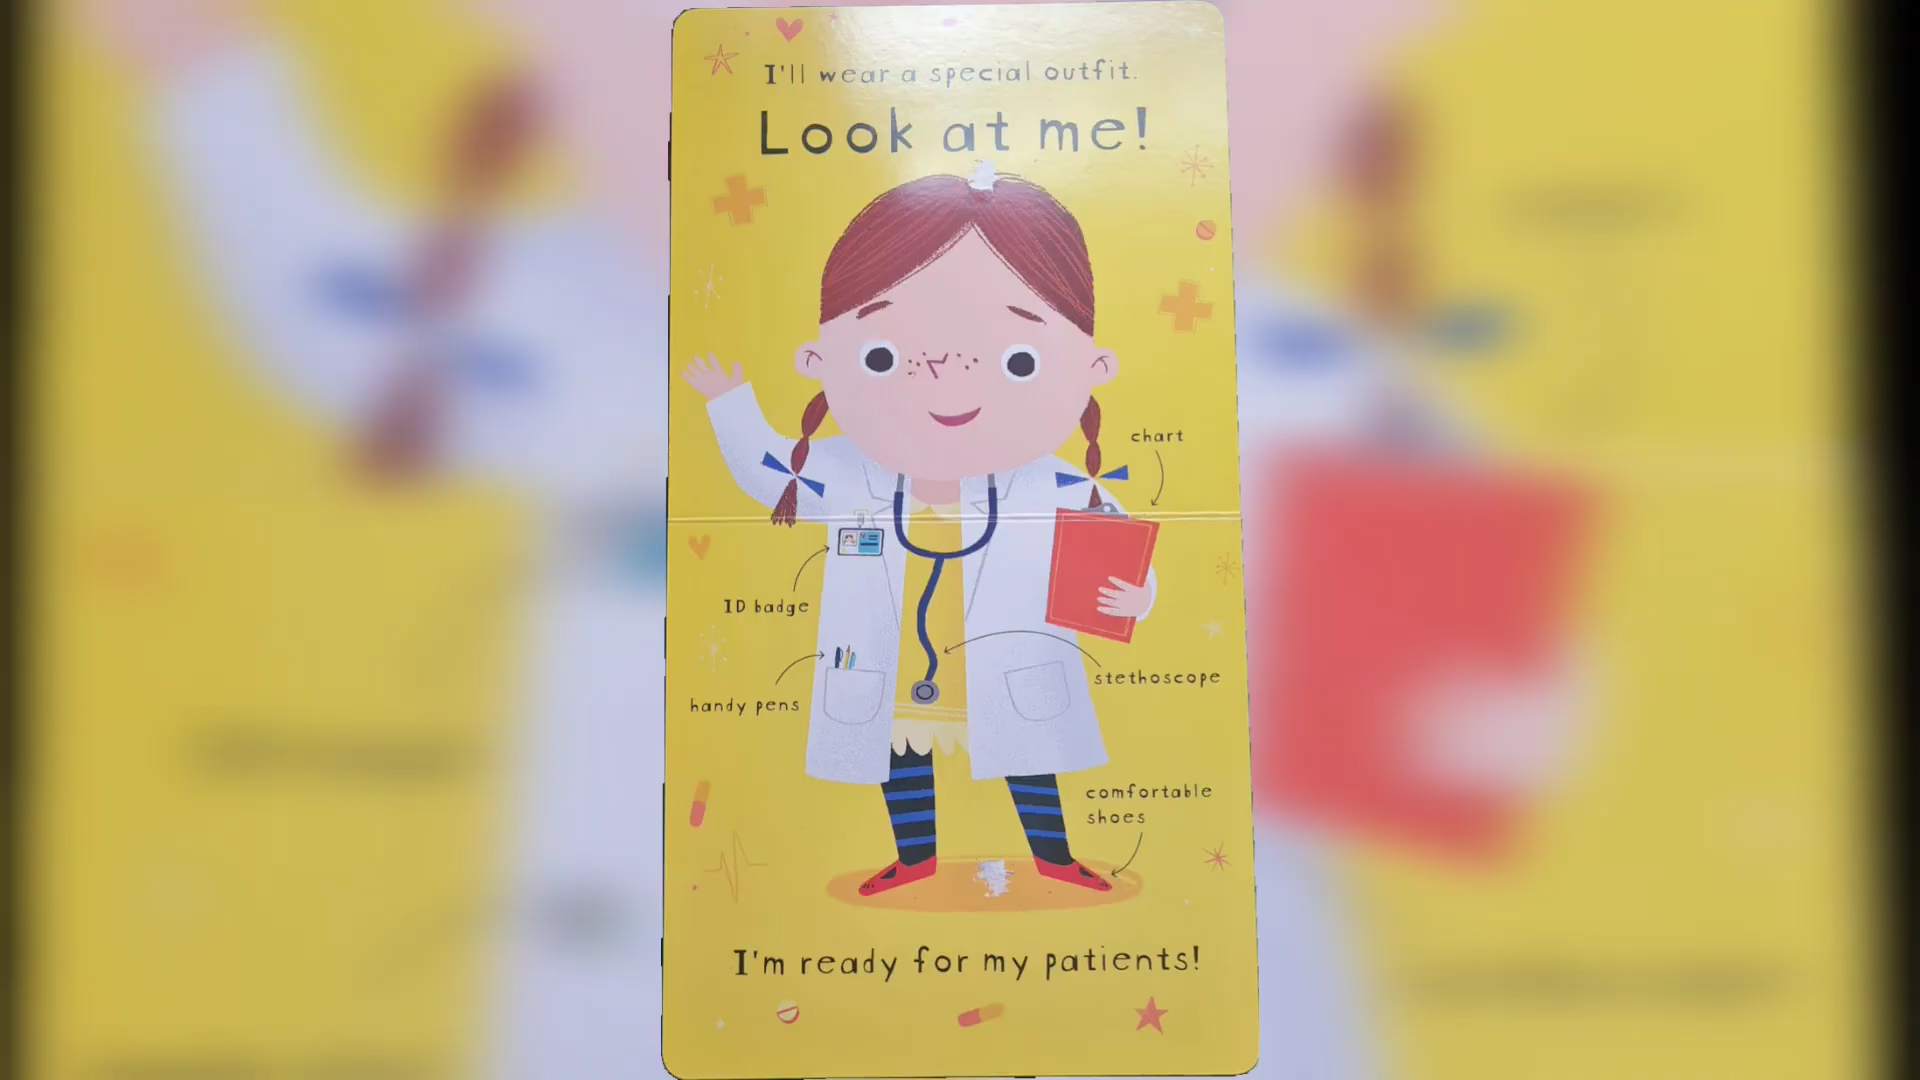 I'll wear a special outfit.
Look at me!
chart
ID badge
stethoscope
handy pens
comfortable
shoes
I'm ready for my patients!